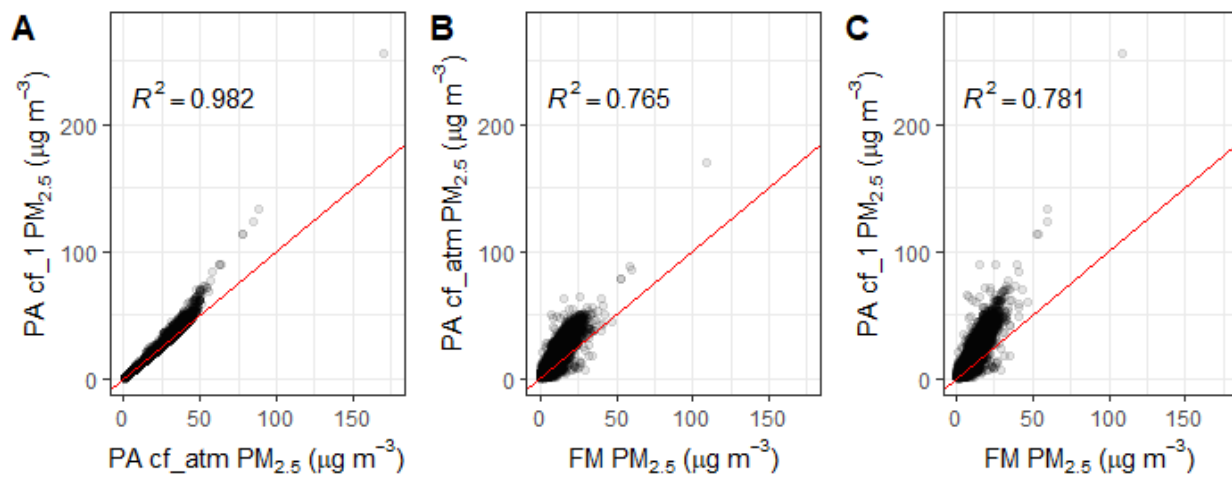 A
PA cf_1 PM2.5 (μg m−3)
R2 = 0.982
200
100
0
0 50 100 150
PA cf_atm PM2.5 (μg m−3)
B
PA cf_atm PM2.5 (μg m−3)
R2 = 0.765
200
100
0
0 50 100 150
FM PM2.5 (μg m−3)
C
PA cf_1 PM2.5 (μg m−3)
R2 = 0.781
200
100
0
0 50 100 150
FM PM2.5 (μg m−3)